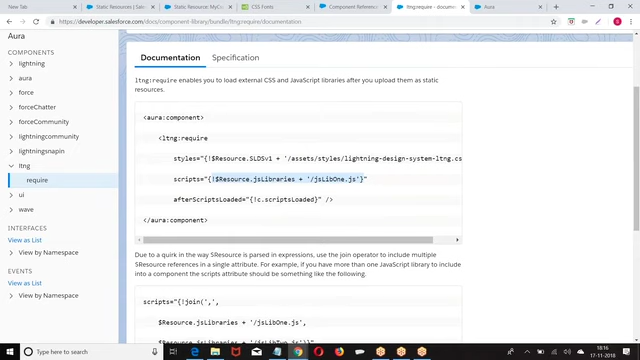 New Tab
Static Resources | Sales
Static Resource: MyCu
CSS Fonts
Component Reference
ltng:require - docume
Aura
https://developer.salesforce.com/docs/component-library/bundle/ltng:require/documentation
Aura
COMPONENTS
lightning
aura
force
forceChatter
forceCommunity
lightningcommunity
lightningsnapin
ltng
require
ui
wave
INTERFACES
View as List
View by Namespace
EVENTS
View as List
View by Namespace
Documentation
Specification
ltng:require enables you to load external CSS and JavaScript libraries after you upload them as static
resources.
<aura:component>
<ltng:require
styles="{!$Resource.SLDSv1 + '/assets/styles/lightning-design-system-ltng.css
scripts="{!$Resource.jsLibraries + '/jsLibOne.js'}"
afterScriptsLoaded="{!c.scriptsLoaded}" />
</aura:component>
Due to a quirk in the way $Resource is parsed in expressions, use the join operator to include multiple
$Resource references in a single attribute. For example, if you have more than one JavaScript library to include
into a component the scripts attribute should be something like the following.
scripts="{!join(',',
$Resource.jsLibraries + '/jsLibOne.js',
$Resource.jsLibraries + '/jsLibTwo.js')}"
Type here to search
18:16
17-11-2018